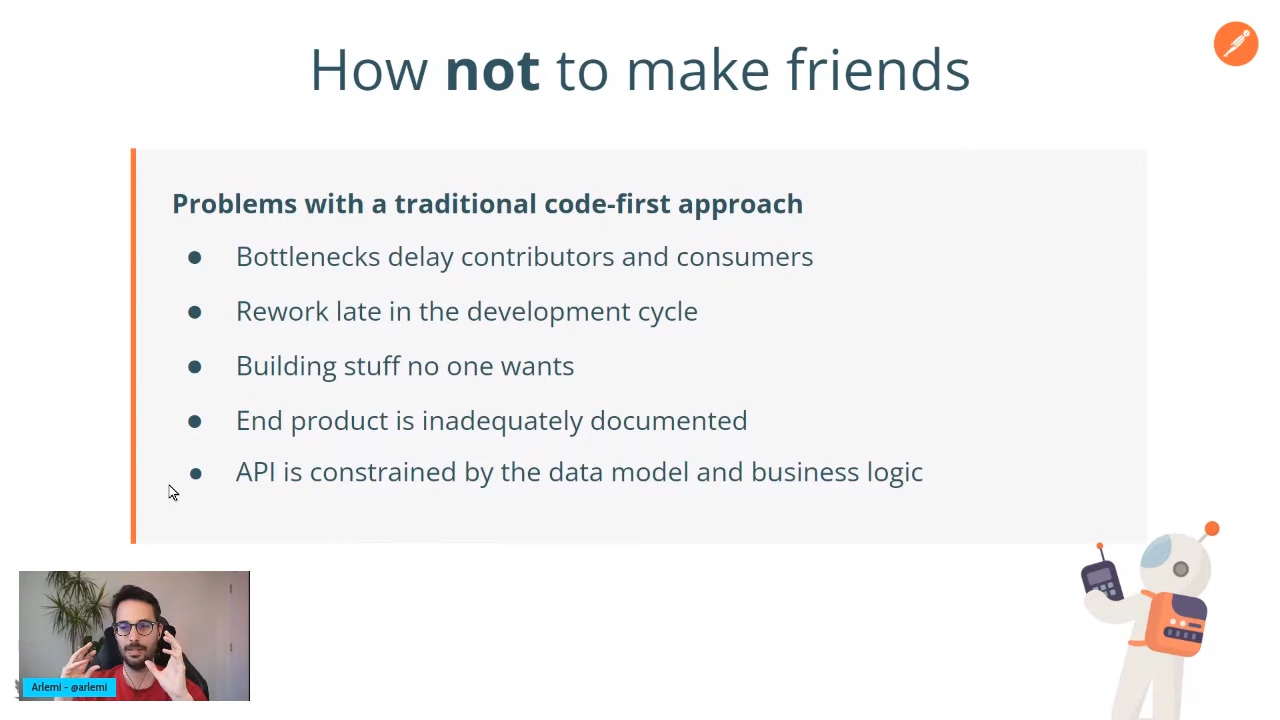 How not to make friends
Problems with a traditional code-first approach
● Bottlenecks delay contributors and consumers
● Rework late in the development cycle
● Building stuff no one wants
● End product is inadequately documented
● API is constrained by the data model and business logic
Arlemi - @arlemi